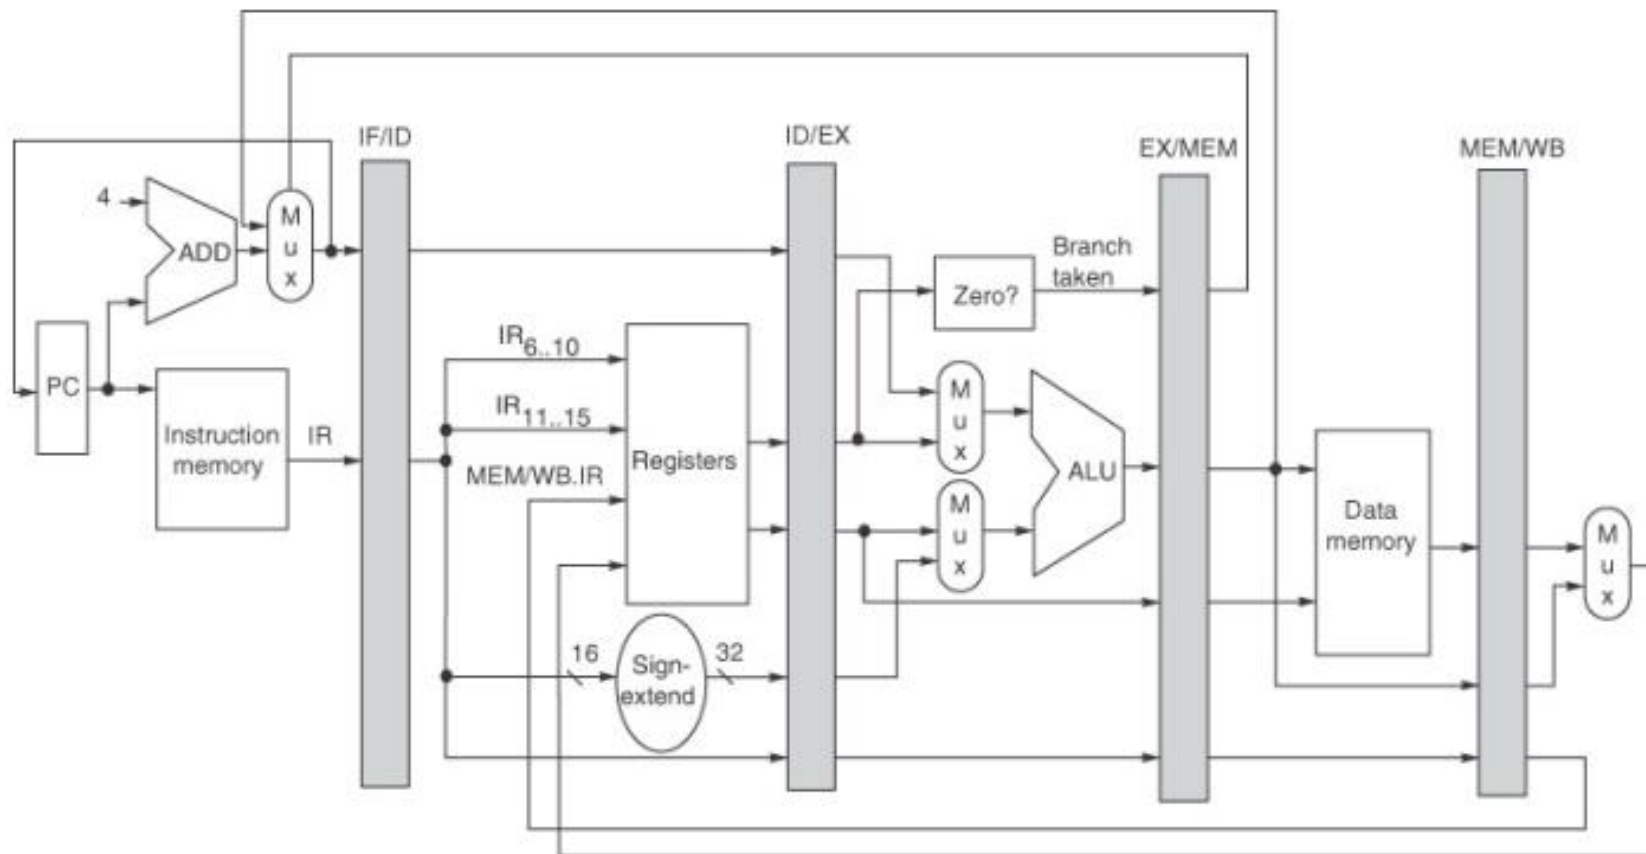 IF/ID
ID/EX
EX/MEM
MEM/WB
4
ADD
M
u
x
Branch
taken
Zero?
PC
Instruction
memory
IR
IR6..10
IR11..15
MEM/WB.IR
Registers
M
u
x
M
u
x
ALU
Data
memory
M
u
x
16
Sign-
extend
32